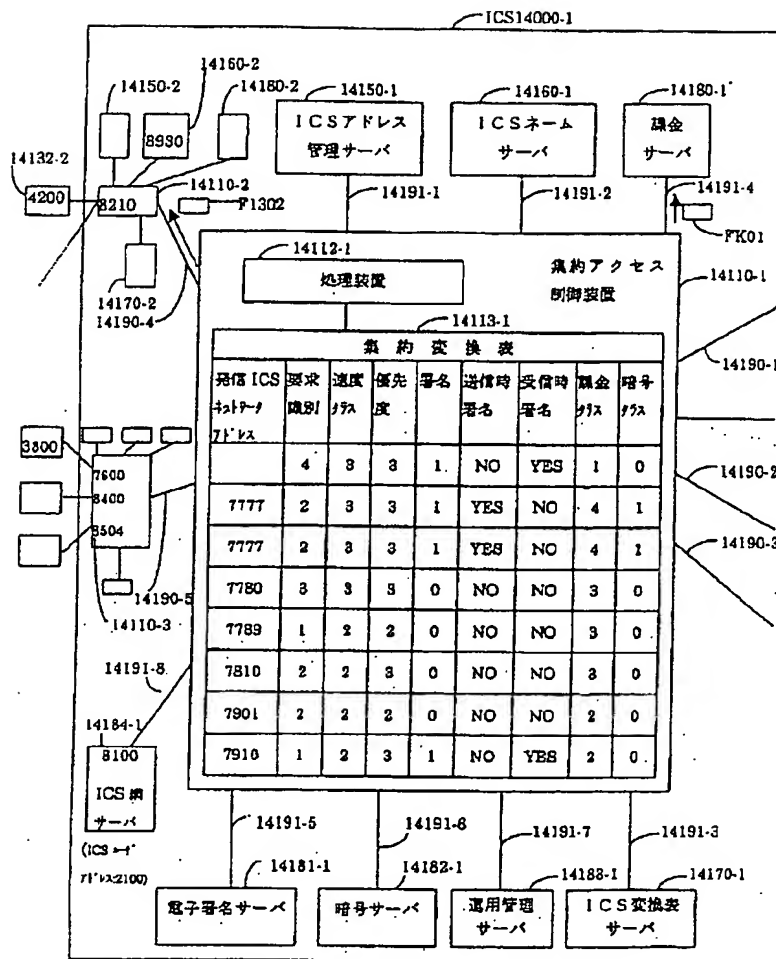 ICS14000-1
14150-2
14160-2
14180-2
14150-1
14160-1
14180-1
8930
ICSアドレス
管理サーバ
ICSネーム
サーバ
課金
サーバ
14132-2
4200
8210
14110-2
F1302
14191-1
14191-2
14191-4
FK01
14170-2
14190-4
14112-1
処理装置
集約アクセス
制御装置
14110-1
14113-1
14190-1
集約変換表
発信ICS ネットワーク アドレス 要求 識別 速度 クラス 優先 度 署名 送信時 署名 受信時 署名 課金 クラス 暗号 クラス
4 3 3 1 NO YES 1 0
7777 2 3 3 1 YES NO 4 1
7777 2 3 3 1 YES NO 4 1
7780 3 3 3 0 NO NO 3 0
7789 1 2 2 0 NO NO 3 0
7810 2 2 3 0 NO NO 3 0
7901 2 2 2 0 NO NO 2 0
7910 1 2 3 1 NO YES 2 0
3800
7600
8400
8504
14190-2
14190-3
14190-5
14110-3
14191-8
14184-1
8100
ICS網
サーバ
(ICSノード
アドレス:2100)
14191-5
14191-6
14191-7
14191-3
14181-1
14182-1
14183-1
14170-1
電子署名サーバ
暗号サーバ
運用管理
サーバ
ICS変換表
サーバ